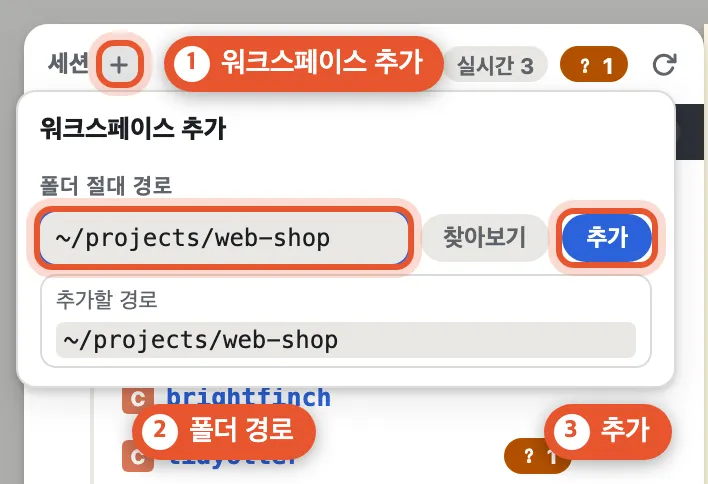 세션 + 1 워크스페이스 추가 실시간 3 ? 1
워크스페이스 추가
폴더 절대 경로
~/projects/web-shop 찾아보기 추가
추가할 경로
~/projects/web-shop
C brightfinch
2 폴더 경로 3 추가
C ? 1